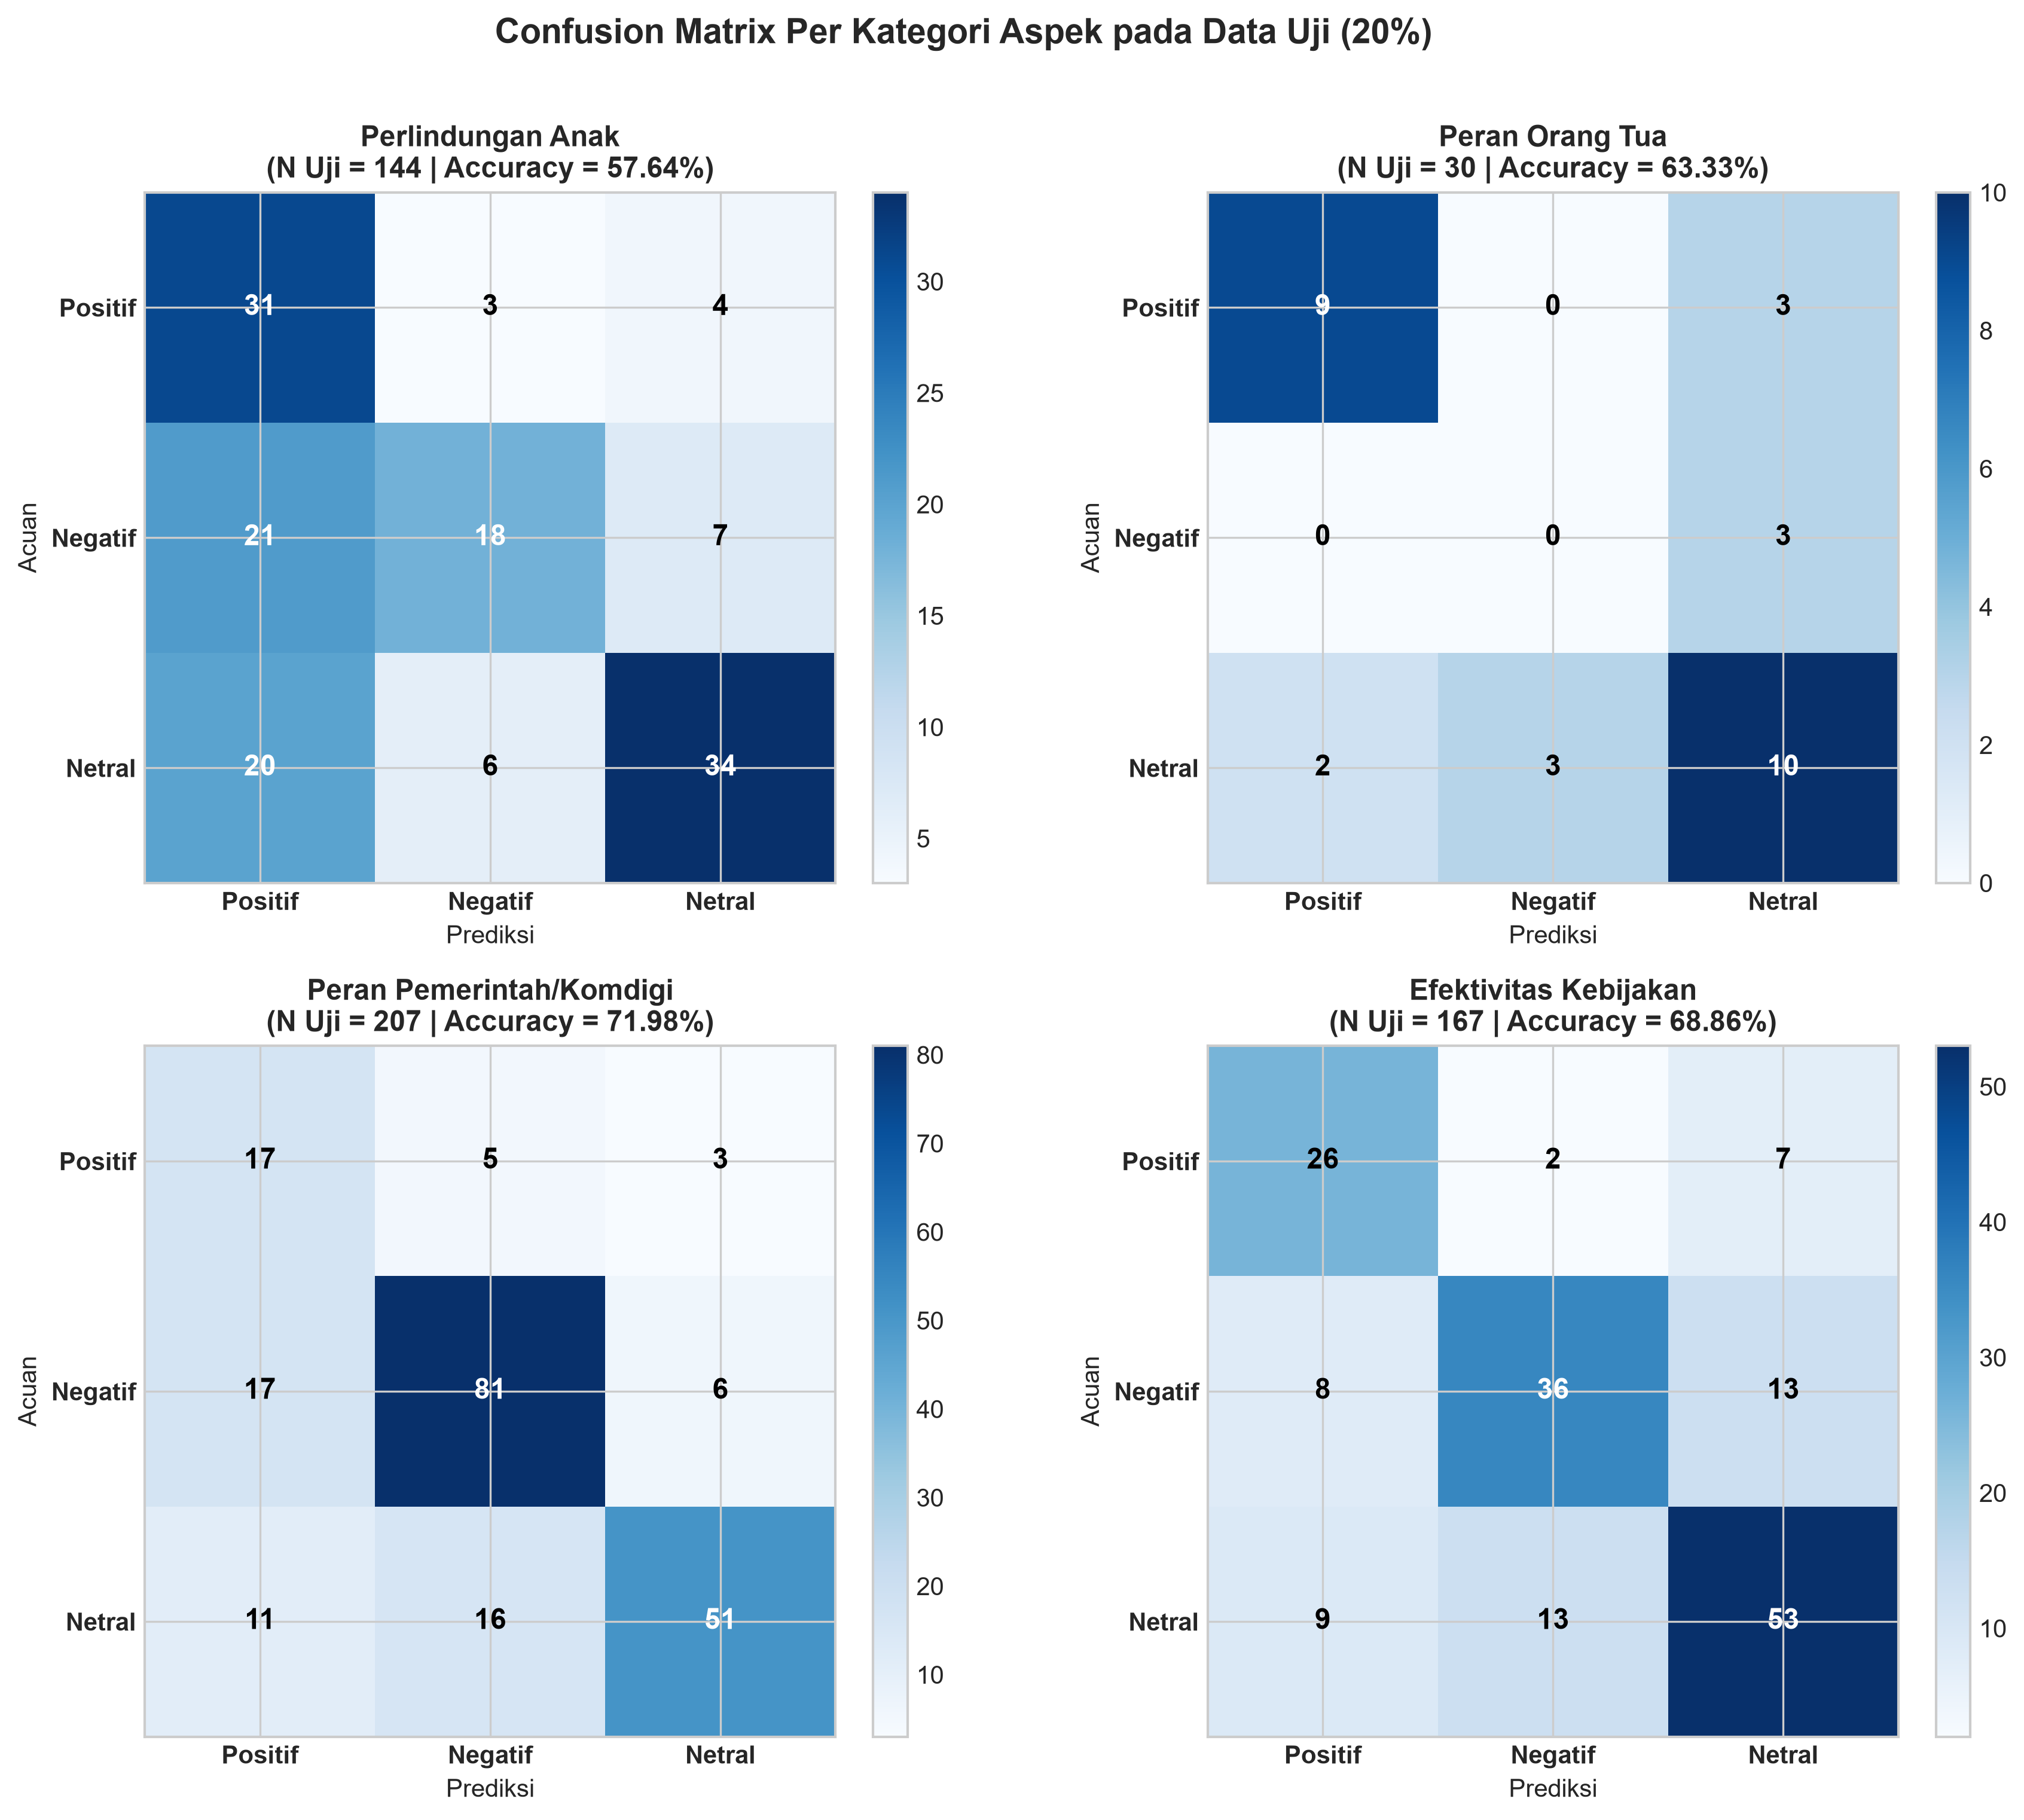 Confusion Matrix Per Kategori Aspek pada Data Uji (20%)
Perlindungan Anak
(N Uji = 144 | Accuracy = 57.64%)
Positif 31 3 4
Negatif 21 18 7
Netral 20 6 34
Acuan
Positif Negatif Netral
Prediksi
30
25
20
15
10
5
Peran Orang Tua
(N Uji = 30 | Accuracy = 63.33%)
Positif 9 0 3
Negatif 0 0 3
Netral 2 3 10
Acuan
Positif Negatif Netral
Prediksi
10
8
6
4
2
0
Peran Pemerintah/Komdigi
(N Uji = 207 | Accuracy = 71.98%)
Positif 17 5 3
Negatif 17 81 6
Netral 11 16 51
Acuan
Positif Negatif Netral
Prediksi
80
70
60
50
40
30
20
10
Efektivitas Kebijakan
(N Uji = 167 | Accuracy = 68.86%)
Positif 26 2 7
Negatif 8 36 13
Netral 9 13 53
Acuan
Positif Negatif Netral
Prediksi
50
40
30
20
10